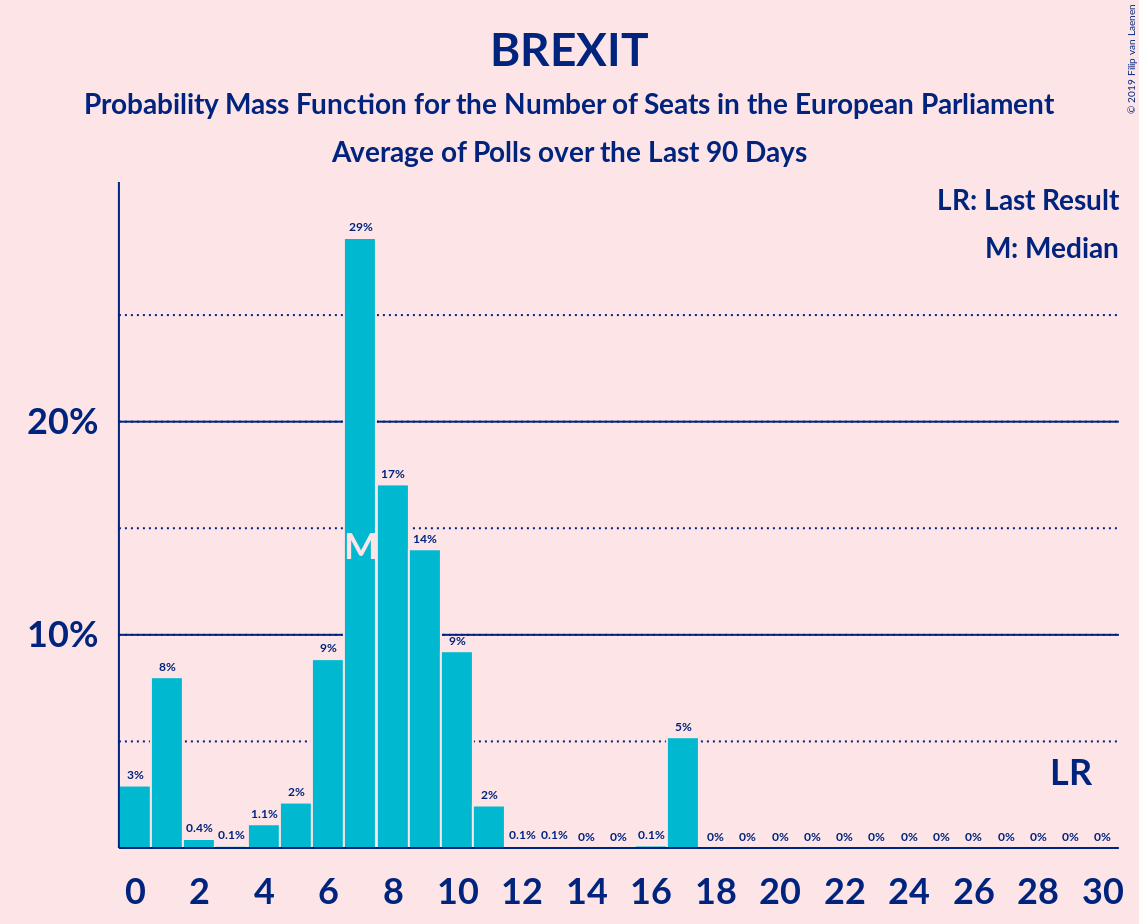 BREXIT
Probability Mass Function for the Number of Seats in the European Parliament
Average of Polls over the Last 90 Days
© 2019 Filip van Laenen
LR: Last Result
M: Median
20%
10%
3% 8% 0.4% 0.1% 1.1% 2% 9% 29% 17% 14% 9% 2% 0.1% 0.1% 0% 0% 0.1% 5% 0% 0% 0% 0% 0% 0% 0% 0% 0% 0% 0% 0% 0%
M
LR
0 2 4 6 8 10 12 14 16 18 20 22 24 26 28 30